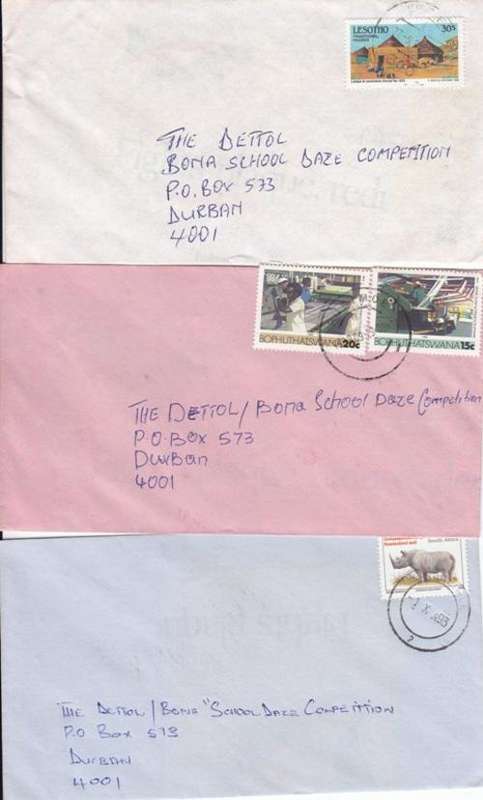 LESOTHO 30s
THE DETTOL
BONA SCHOOL DAZE COMPETITION
P.O. BOX 573
DURBAN
4001
BOPHUTHATSWANA 20c
BOPHUTHATSWANA 15c
THE DETTOL/BONA SCHOOL DAZE Competition
P.O. BOX 573
Durban
4001
South Africa
THE DETTOL/BONA "SCHOOL DAZE COMPETITION
P.O BOX 573
DURBAN
4001